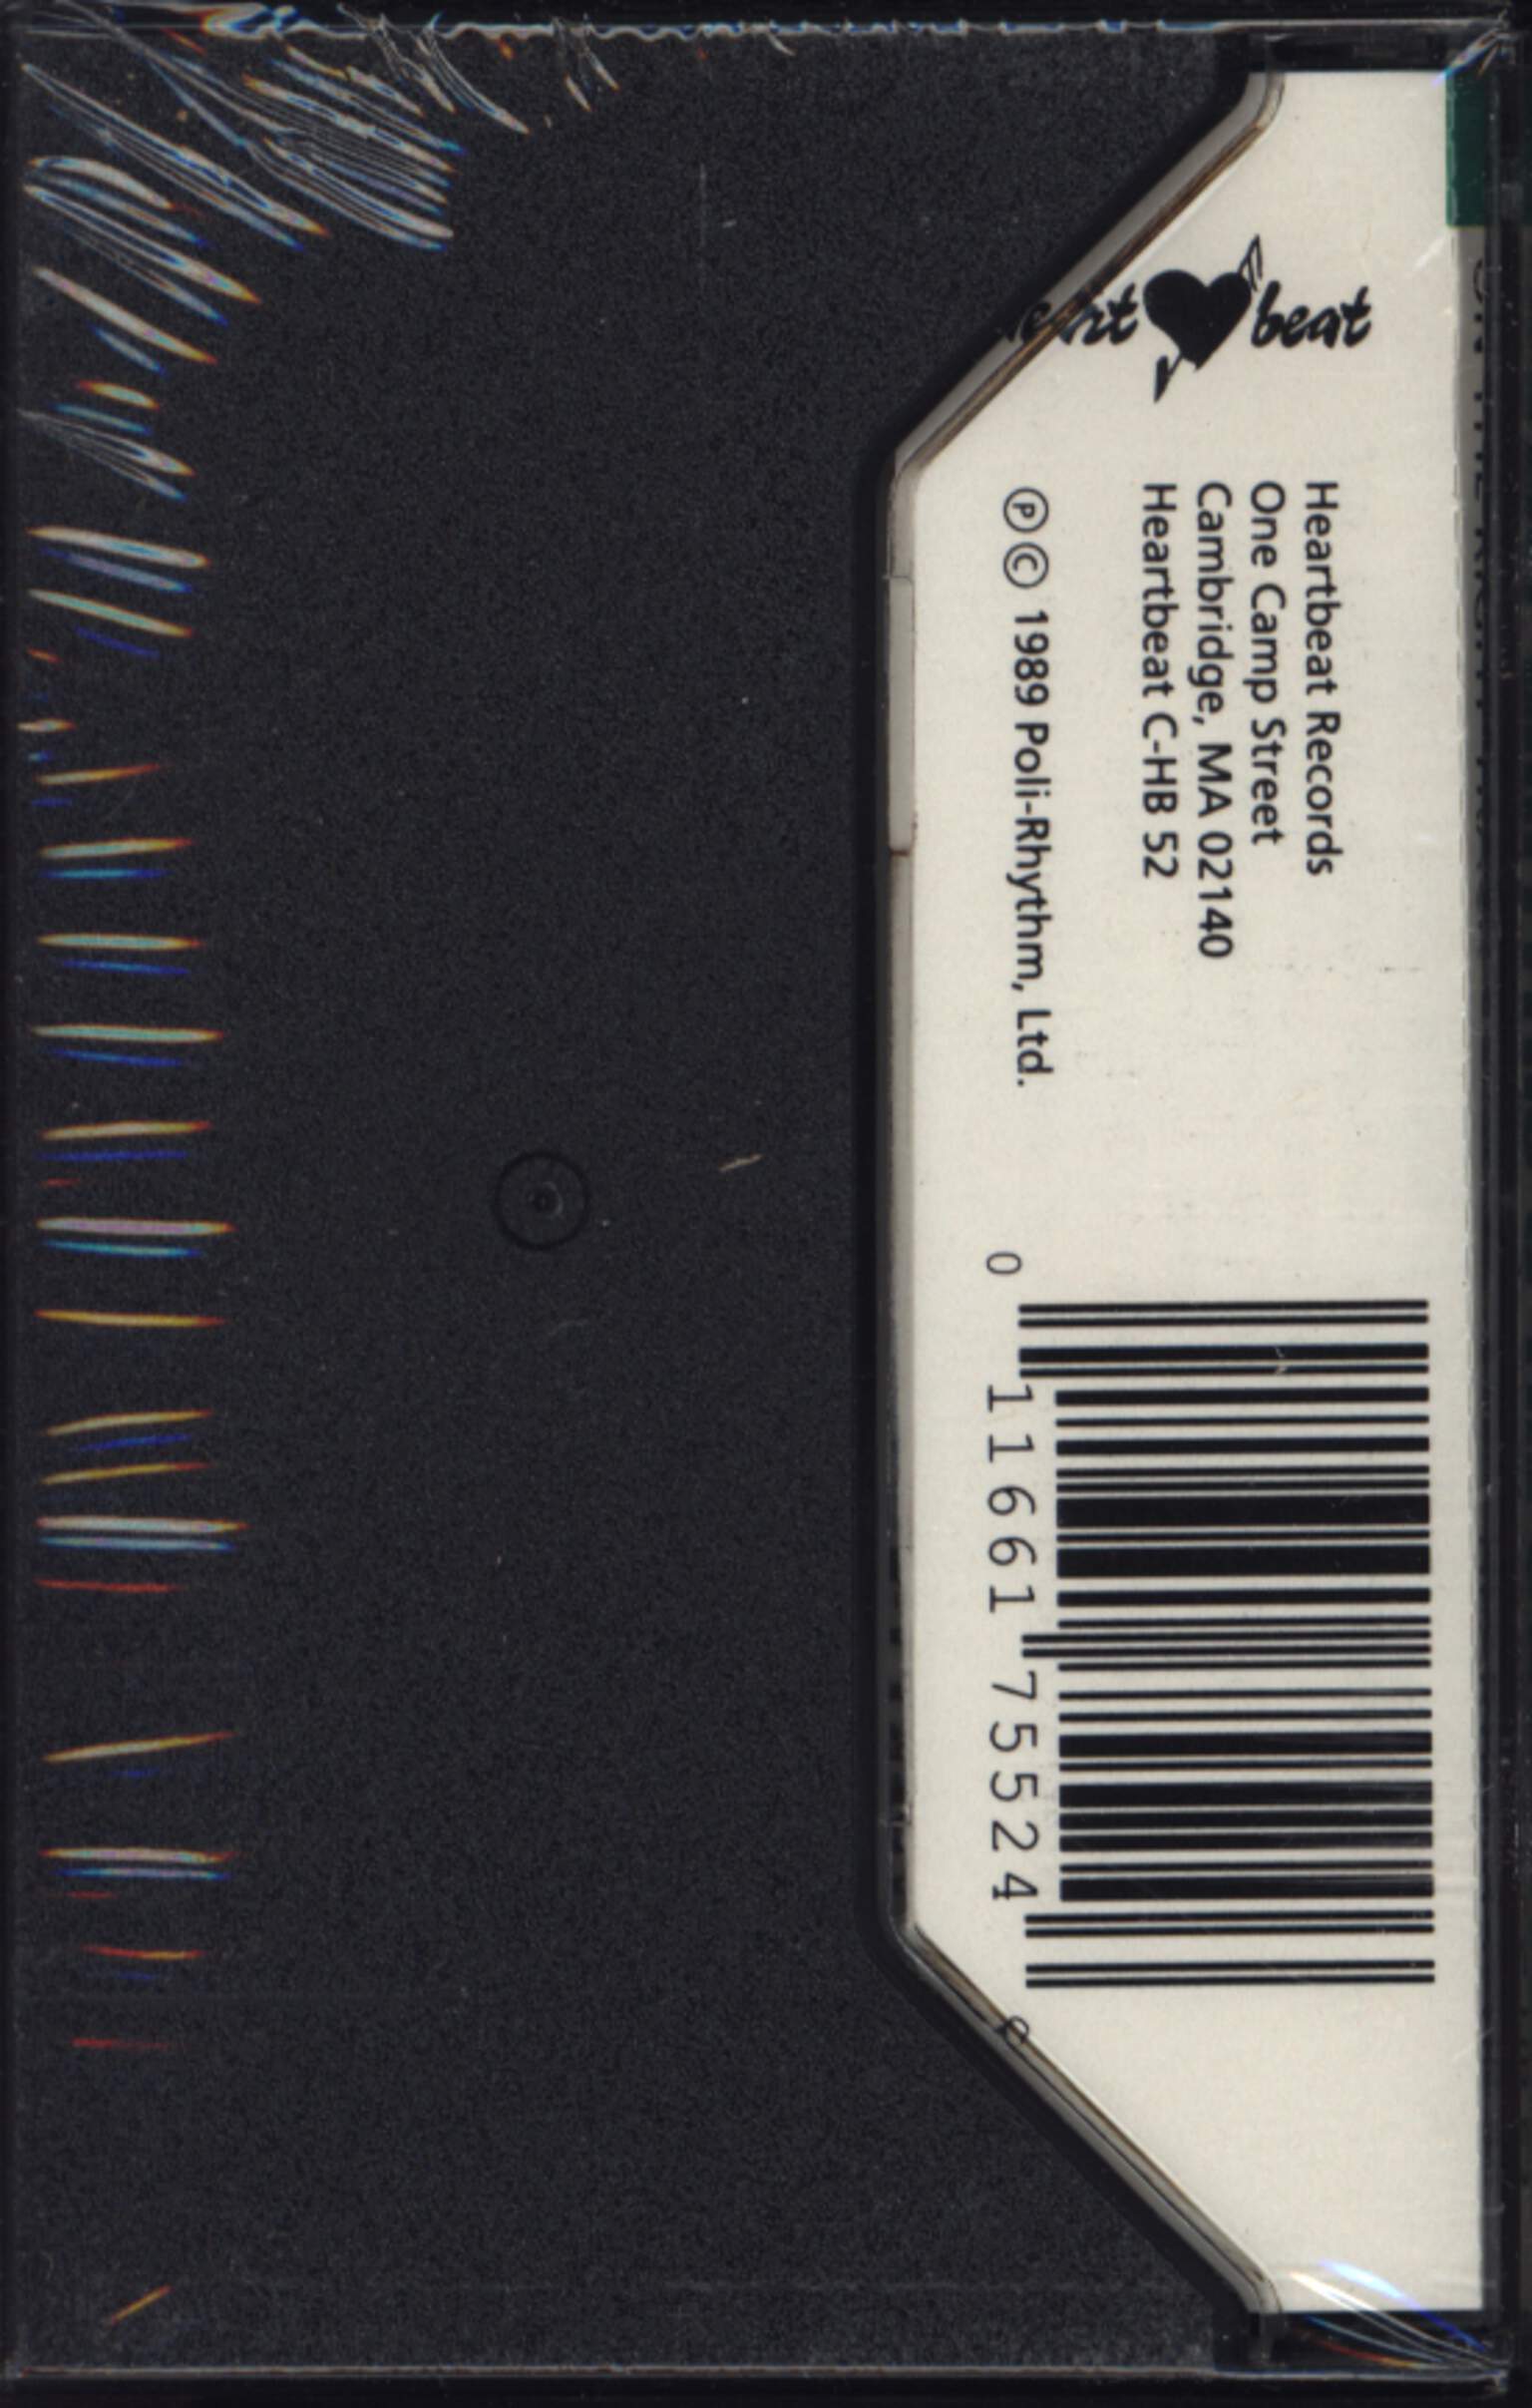 heart beat
Heartbeat Records
One Camp Street
Cambridge, MA 02140
Heartbeat C-HB 52
℗© 1989 Poli-Rhythm, Ltd.
0 11661 75524